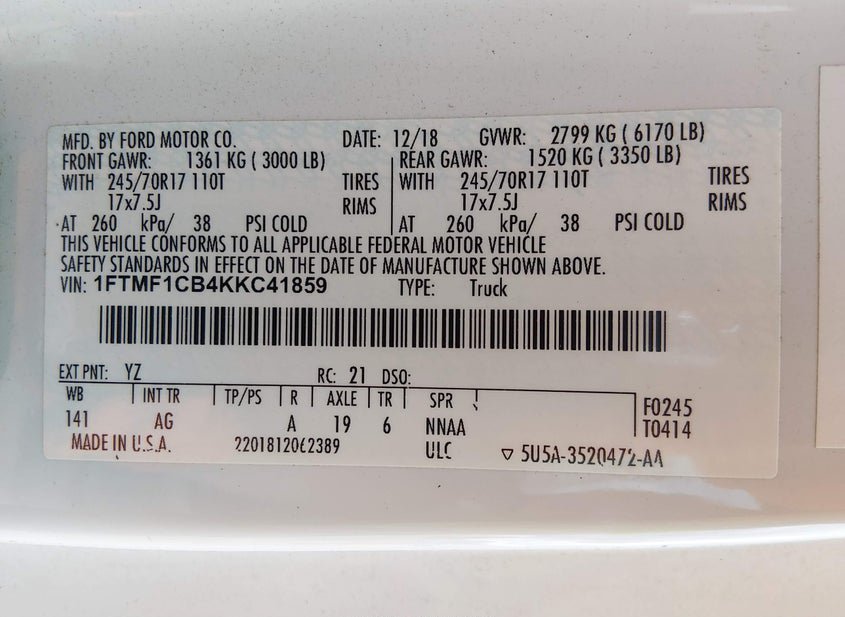 MFD. BY FORD MOTOR CO. DATE: 12/18 GVWR: 2799 KG ( 6170 LB)
FRONT GAWR: 1361 KG ( 3000 LB) REAR GAWR: 1520 KG ( 3350 LB)
WITH 245/70R17 110T TIRES WITH 245/70R17 110T TIRES
17x7.5J RIMS 17x7.5J RIMS
AT 260 kPa/ 38 PSI COLD AT 260 kPa/ 38 PSI COLD
THIS VEHICLE CONFORMS TO ALL APPLICABLE FEDERAL MOTOR VEHICLE
SAFETY STANDARDS IN EFFECT ON THE DATE OF MANUFACTURE SHOWN ABOVE.
VIN: 1FTMF1CB4KKC41859 TYPE: Truck
EXT PNT: YZ RC: 21 DSO:
WB INT TR TP/PS R AXLE TR SPR F0245
141 AG A 19 6 NNAA T0414
MADE IN U.S.A. 2201812062389 ULC ▽ 5U5A-3520472-AA